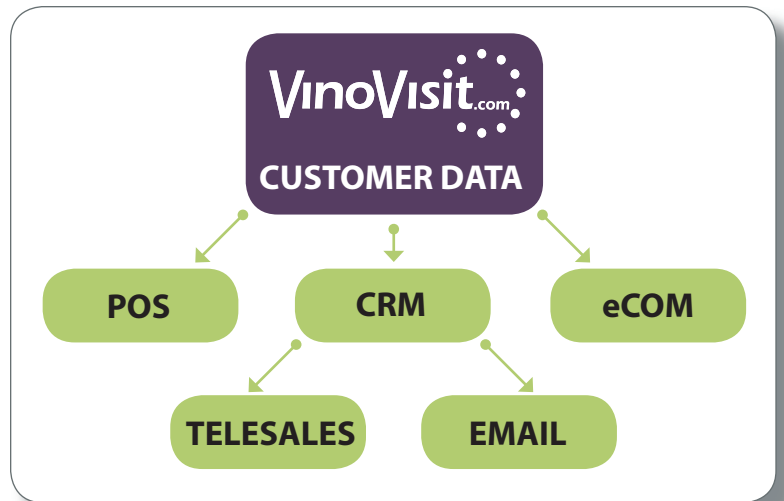 VinoVisit.com
CUSTOMER DATA
POS
CRM
eCOM
TELESALES
EMAIL